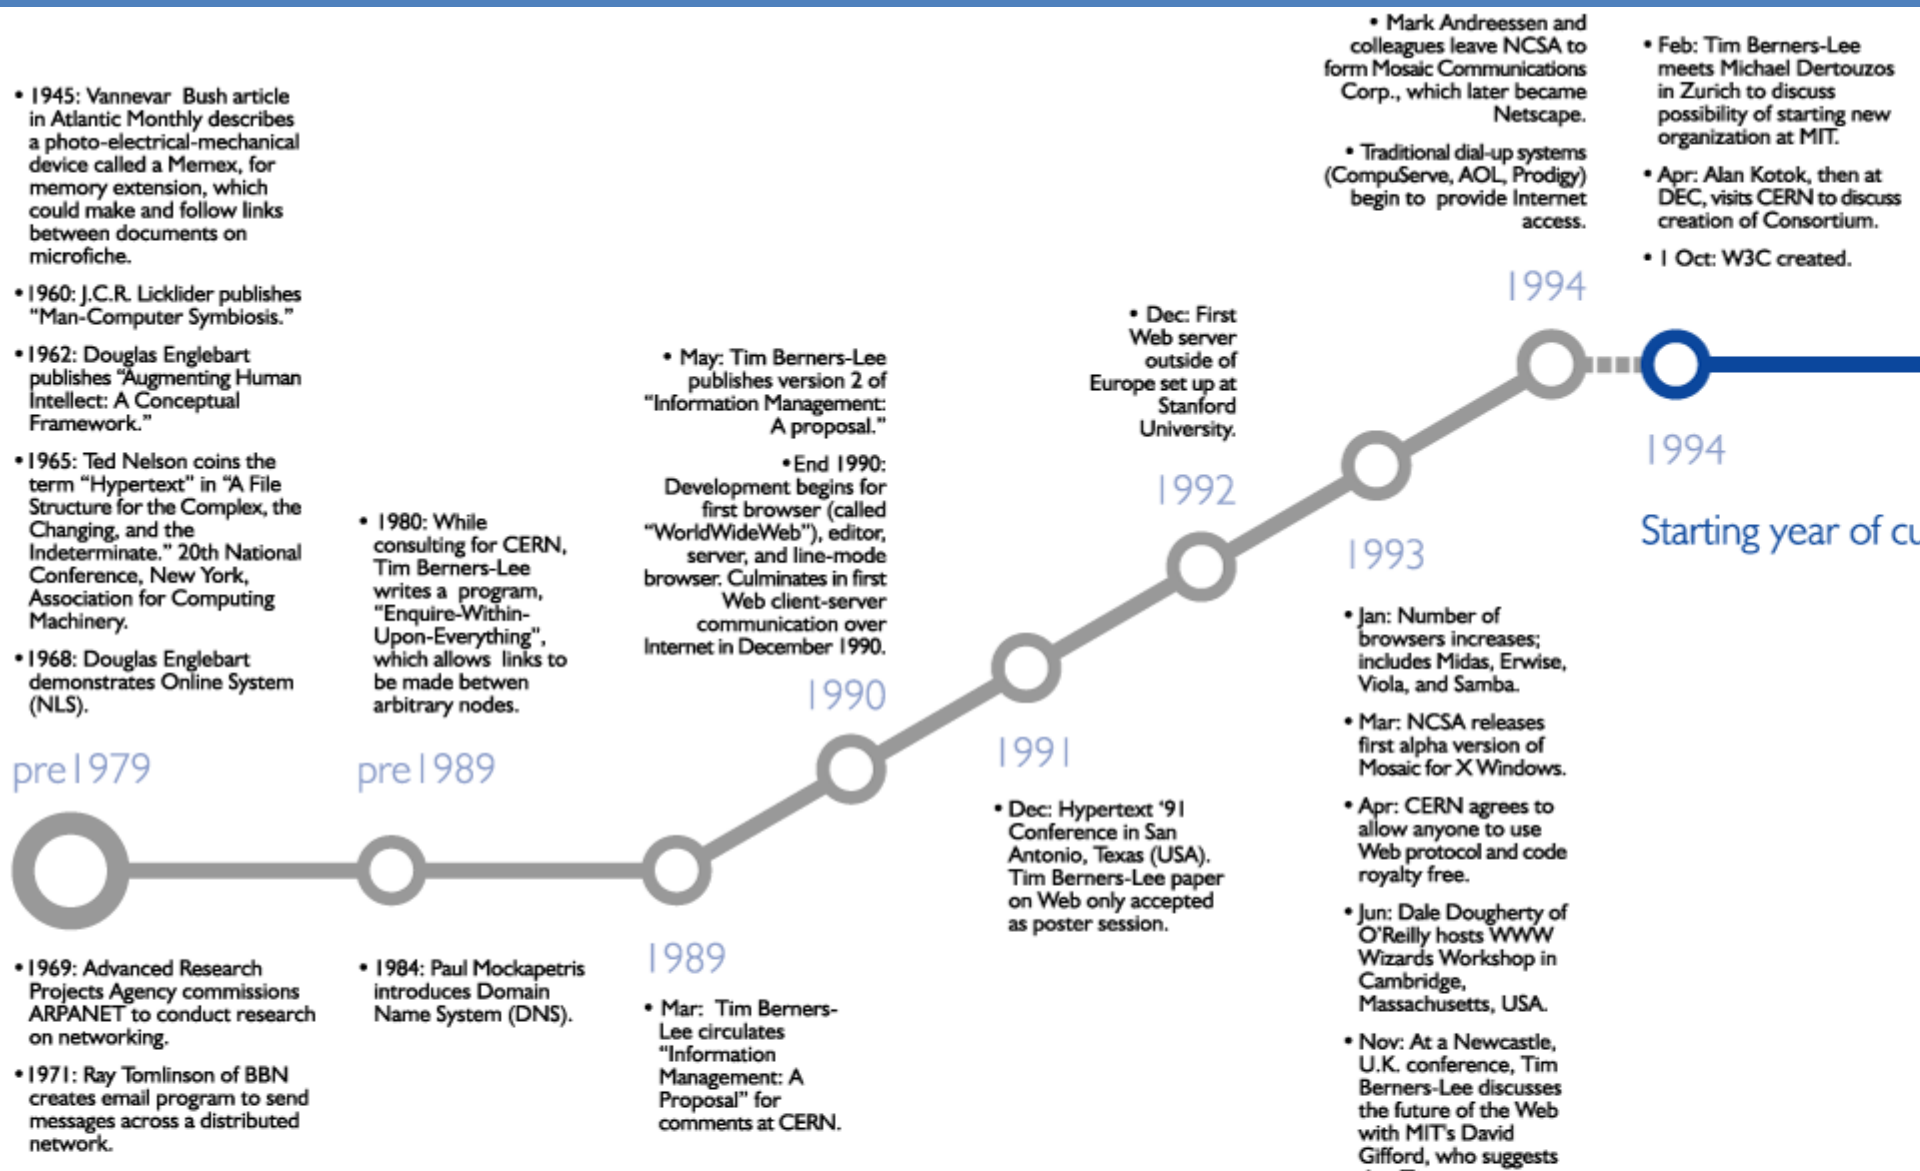 • 1945: Vannevar Bush article
in Atlantic Monthly describes
a photo-electrical-mechanical
device called a Memex, for
memory extension, which
could make and follow links
between documents on
microfiche.
• 1960: J.C.R. Licklider publishes
“Man-Computer Symbiosis.”
• 1962: Douglas Englebart
publishes “Augmenting Human
Intellect: A Conceptual
Framework.”
• 1965: Ted Nelson coins the
term “Hypertext” in “A File
Structure for the Complex, the
Changing, and the
Indeterminate.” 20th National
Conference, New York,
Association for Computing
Machinery.
• 1968: Douglas Englebart
demonstrates Online System
(NLS).
pre1979
• 1969: Advanced Research
Projects Agency commissions
ARPANET to conduct research
on networking.
• 1971: Ray Tomlinson of BBN
creates email program to send
messages across a distributed
network.
• 1980: While
consulting for CERN,
Tim Berners-Lee
writes a program,
"Enquire-Within-
Upon-Everything",
which allows links to
be made betwen
arbitrary nodes.
pre1989
• 1984: Paul Mockapetris
introduces Domain
Name System (DNS).
1989
• Mar: Tim Berners-
Lee circulates
“Information
Management: A
Proposal” for
comments at CERN.
• May: Tim Berners-Lee
publishes version 2 of
“Information Management:
A proposal.”
• End 1990:
Development begins for
first browser (called
“WorldWideWeb”), editor,
server, and line-mode
browser. Culminates in first
Web client-server
communication over
Internet in December 1990.
1990
1991
• Dec: Hypertext ‘91
Conference in San
Antonio, Texas (USA).
Tim Berners-Lee paper
on Web only accepted
as poster session.
• Dec: First
Web server
outside of
Europe set up at
Stanford
University.
1992
1993
• Jan: Number of
browsers increases;
includes Midas, Erwise,
Viola, and Samba.
• Mar: NCSA releases
first alpha version of
Mosaic for X Windows.
• Apr: CERN agrees to
allow anyone to use
Web protocol and code
royalty free.
• Jun: Dale Dougherty of
O’Reilly hosts WWW
Wizards Workshop in
Cambridge,
Massachusetts, USA.
• Nov: At a Newcastle,
U.K. conference, Tim
Berners-Lee discusses
the future of the Web
with MIT's David
Gifford, who suggests
• Mark Andreessen and
colleagues leave NCSA to
form Mosaic Communications
Corp., which later became
Netscape.
• Traditional dial-up systems
(CompuServe, AOL, Prodigy)
begin to provide Internet
access.
1994
• Feb: Tim Berners-Lee
meets Michael Dertouzos
in Zurich to discuss
possibility of starting new
organization at MIT.
• Apr: Alan Kotok, then at
DEC, visits CERN to discuss
creation of Consortium.
• 1 Oct: W3C created.
1994
Starting year of cu